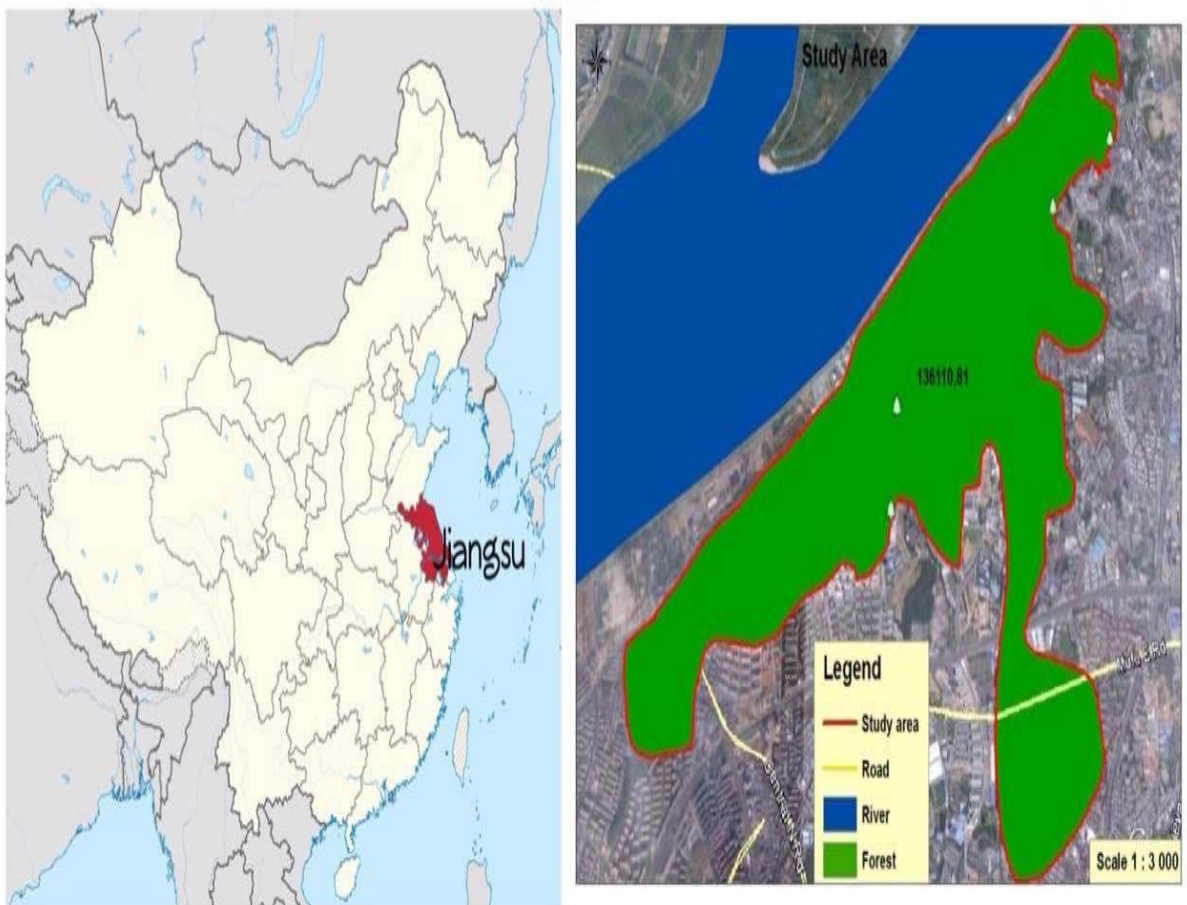 Jiangsu
Study Area
136110,81
Legend
Study area
Road
River
Forest
Scale 1 : 3 000